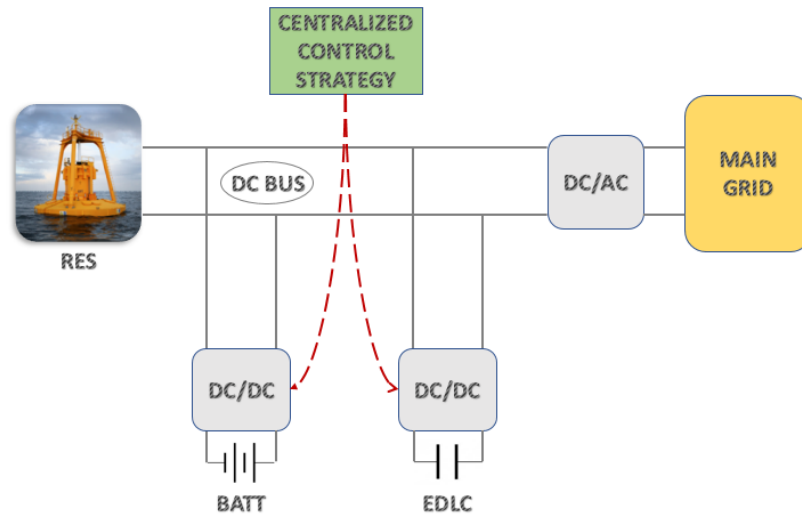 CENTRALIZED
CONTROL
STRATEGY
DC BUS
DC/AC
MAIN
GRID
RES
DC/DC
DC/DC
BATT
EDLC